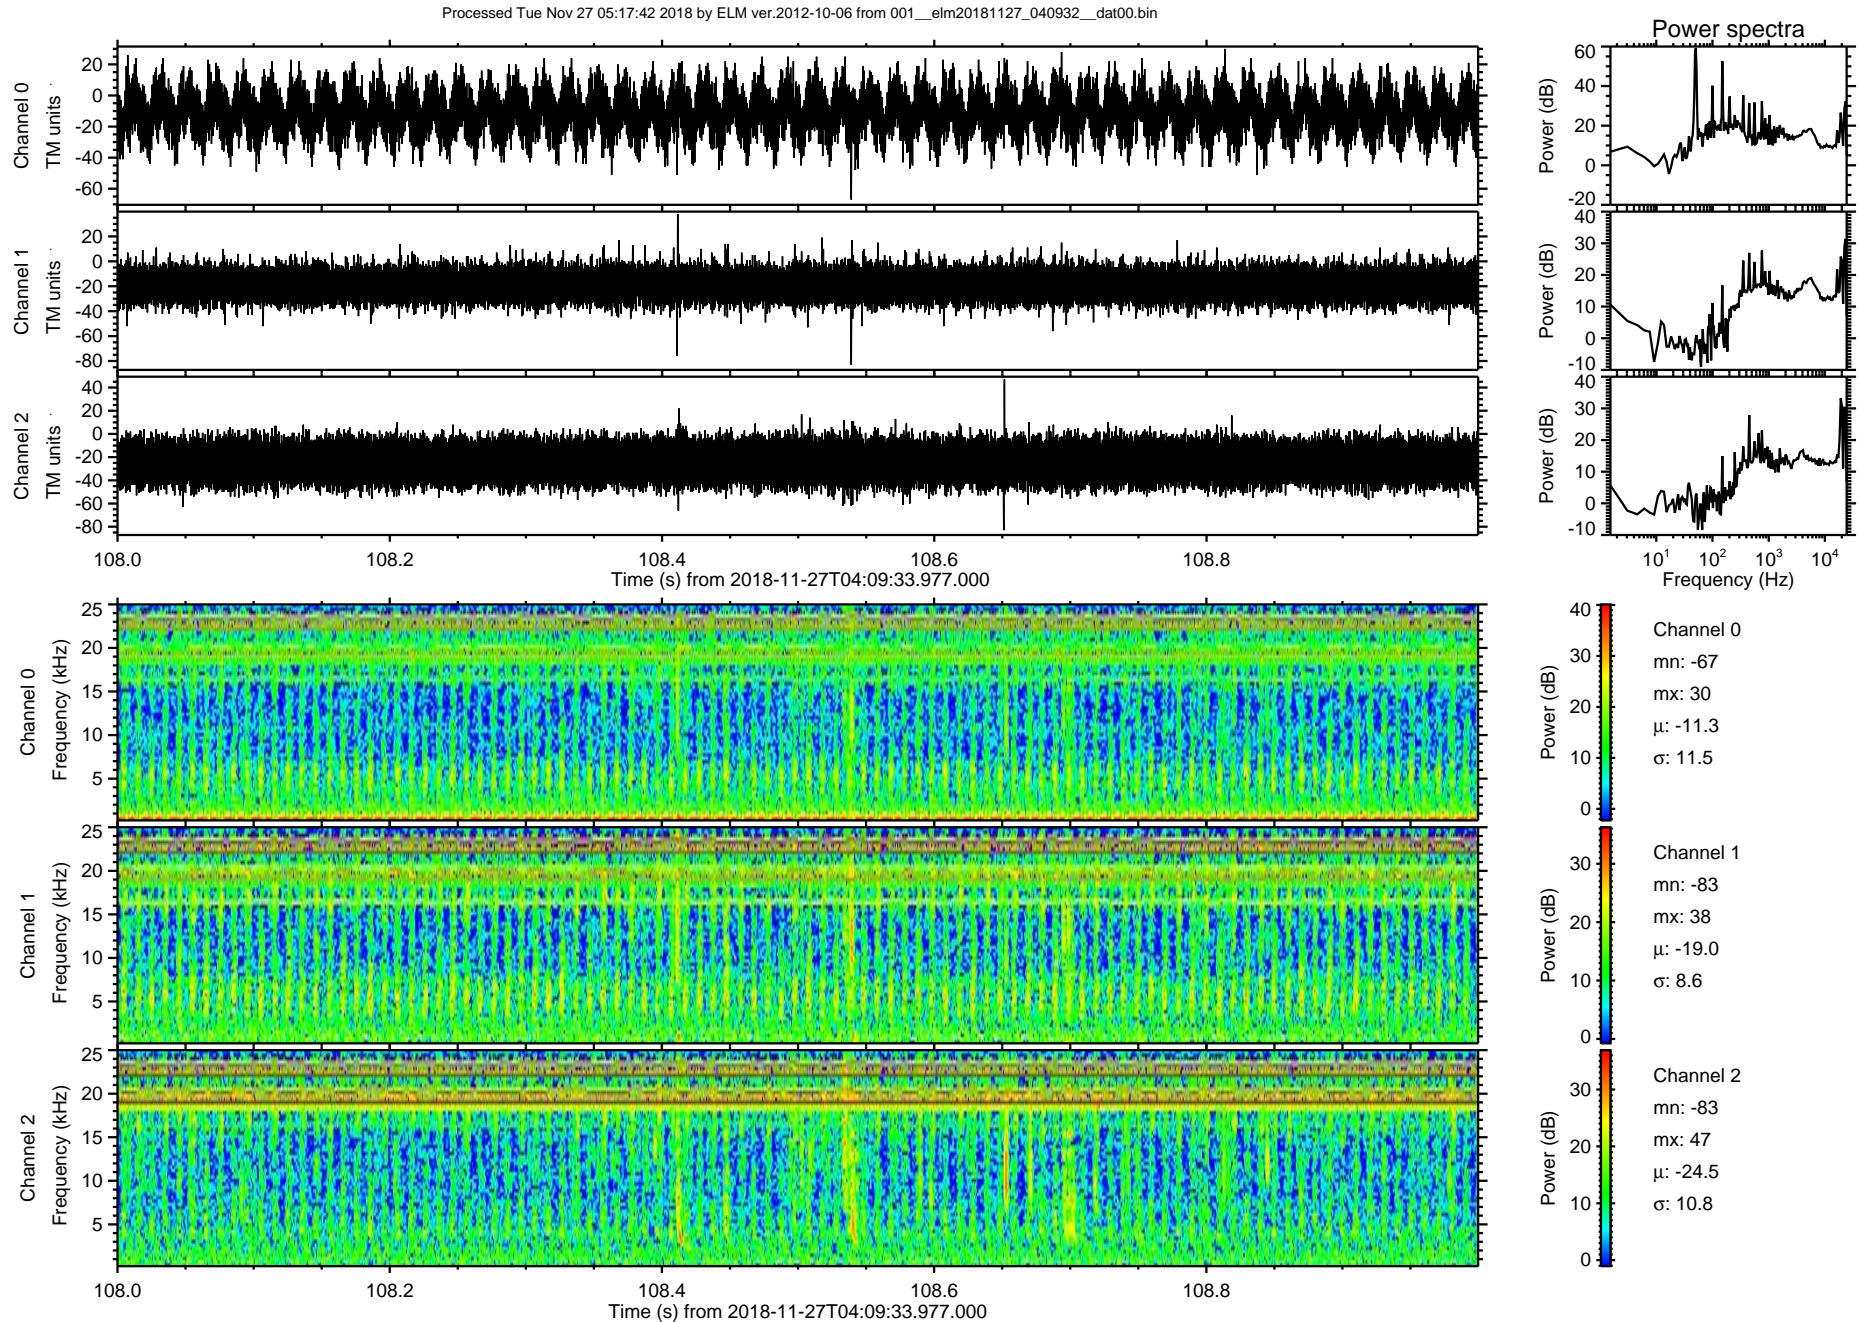 Processed Tue Nov 27 05:17:42 2018 by ELM ver.2012-10-06 from 001__elm20181127_040932__dat00.bin
Power spectra
Channel 0
TM units
20
0
-20
-40
-60
Power (dB)
60
40
20
0
-20
Channel 1
TM units
20
0
-20
-40
-60
-80
Power (dB)
40
30
20
10
0
-10
Channel 2
TM units
40
20
0
-20
-40
-60
-80
Power (dB)
40
30
20
10
0
-10
108.0 108.2 108.4 108.6 108.8
Time (s) from 2018-11-27T04:09:33.977.000
10^1 10^2 10^3 10^4
Frequency (Hz)
Channel 0
Frequency (kHz)
25
20
15
10
5
Power (dB)
40
30
20
10
0
Channel 0
mn: -67
mx: 30
μ: -11.3
σ: 11.5
Channel 1
Frequency (kHz)
25
20
15
10
5
Power (dB)
30
20
10
0
Channel 1
mn: -83
mx: 38
μ: -19.0
σ: 8.6
Channel 2
Frequency (kHz)
25
20
15
10
5
Power (dB)
30
20
10
0
Channel 2
mn: -83
mx: 47
μ: -24.5
σ: 10.8
108.0 108.2 108.4 108.6 108.8
Time (s) from 2018-11-27T04:09:33.977.000